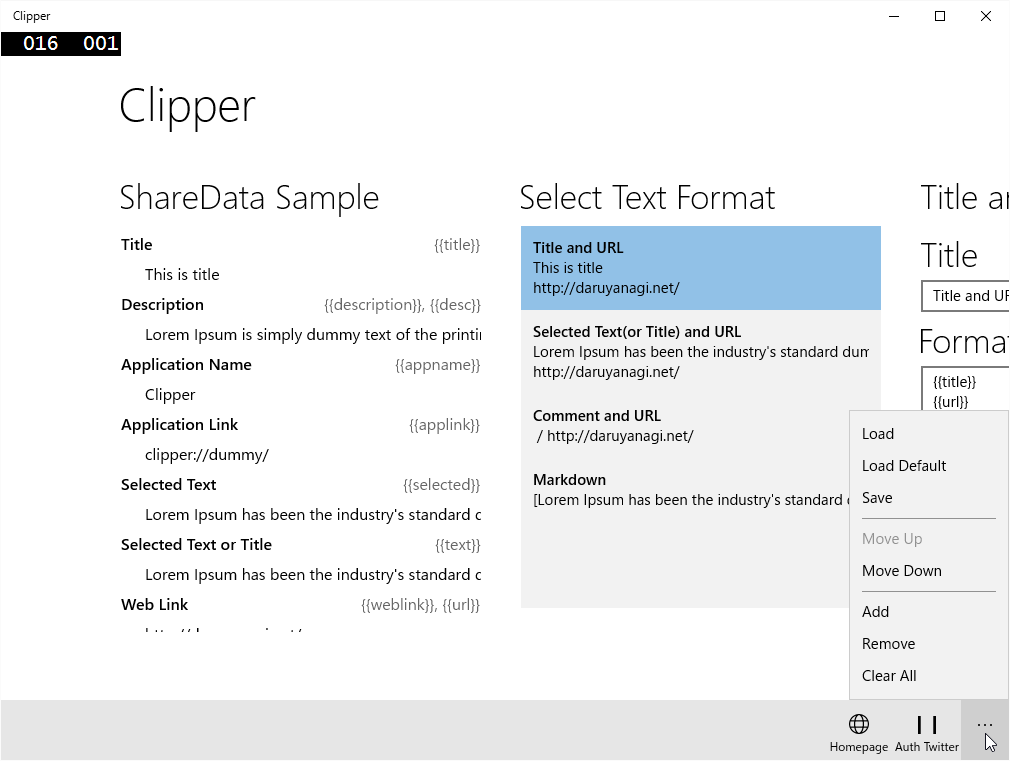 Clipper
016 001
Clipper
ShareData Sample
Title {{title}}
This is title
Description {{description}}, {{desc}}
Lorem Ipsum is simply dummy text of the printi
Application Name {{appname}}
Clipper
Application Link {{applink}}
clipper://dummy/
Selected Text {{selected}}
Lorem Ipsum has been the industry's standard d
Selected Text or Title {{text}}
Lorem Ipsum has been the industry's standard d
Web Link {{weblink}}, {{url}}
Select Text Format
Title and URL
This is title
http://daruyanagi.net/
Selected Text(or Title) and URL
Lorem Ipsum has been the industry's standard dum
http://daruyanagi.net/
Comment and URL
/ http://daruyanagi.net/
Markdown
[Lorem Ipsum has been the industry's standard
Title a
Title
Title and UR
Forma
{{title}}
{{url}}
Load
Load Default
Save
Move Up
Move Down
Add
Remove
Clear All
Homepage
Auth Twitter
...